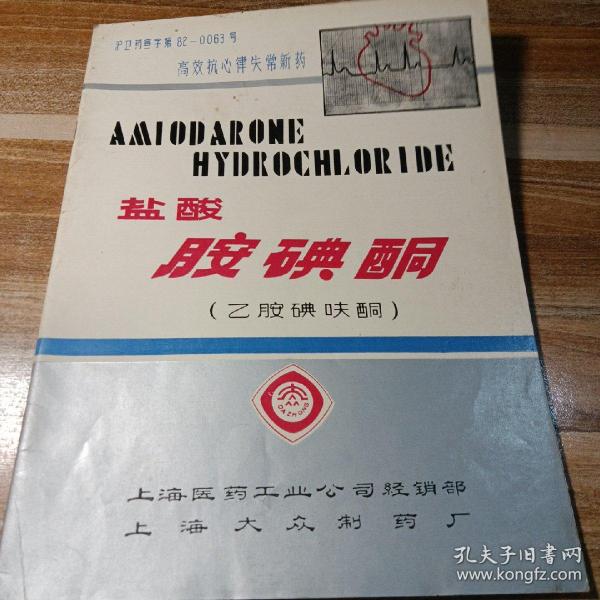 沪卫药宣字第82-0063号
高效抗心律失常新药
AMIODARONE
HYDROCHLORIDE
盐酸
胺碘酮
(乙胺碘呋酮)
大众
DAZHONG
上海医药工业公司经销部
上海大众制药厂
孔夫子旧书网
www.kongfz.com